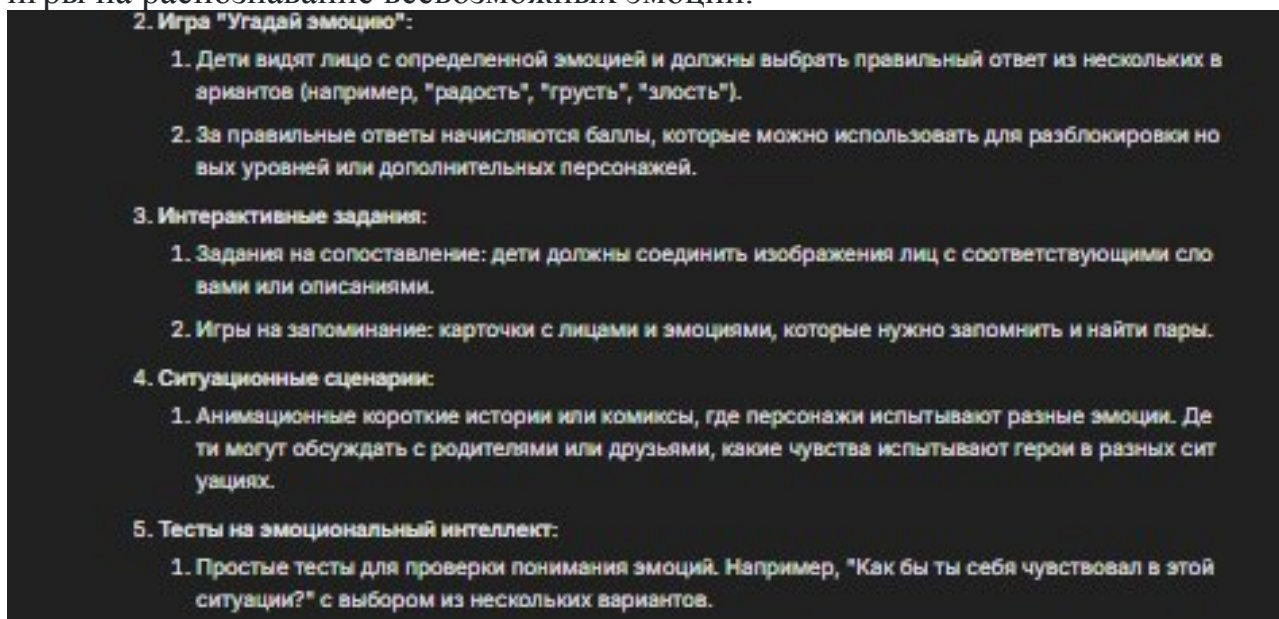 игры на распознавание всевозможных эмоций.
2. Игра "Угадай эмоцию":
1. Дети видят лицо с определенной эмоцией и должны выбрать правильный ответ из нескольких в
ариантов (например, "радость", "грусть", "злость").
2. За правильные ответы начисляются баллы, которые можно использовать для разблокировки но
вых уровней или дополнительных персонажей.
3. Интерактивные задания:
1. Задания на сопоставление: дети должны соединить изображения лиц с соответствующими сло
вами или описаниями.
2. Игры на запоминание: карточки с лицами и эмоциями, которые нужно запомнить и найти пары.
4. Ситуационные сценарии:
1. Анимационные короткие истории или комиксы, где персонажи испытывают разные эмоции. Де
ти могут обсуждать с родителями или друзьями, какие чувства испытывают герои в разных сит
уациях.
5. Тесты на эмоциональный интеллект:
1. Простые тесты для проверки понимания эмоций. Например, "Как бы ты себя чувствовал в этой
ситуации?" с выбором из нескольких вариантов.